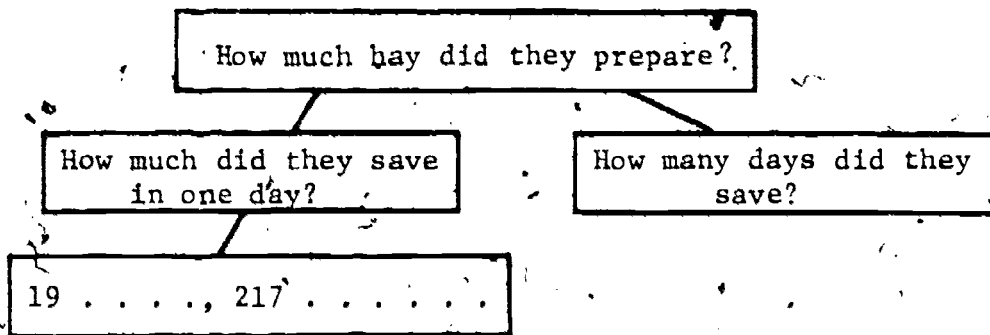 How much hay did they prepare?
How much did they save
in one day?
How many days did they
save?
19 . . . ., 217 . . . . . .